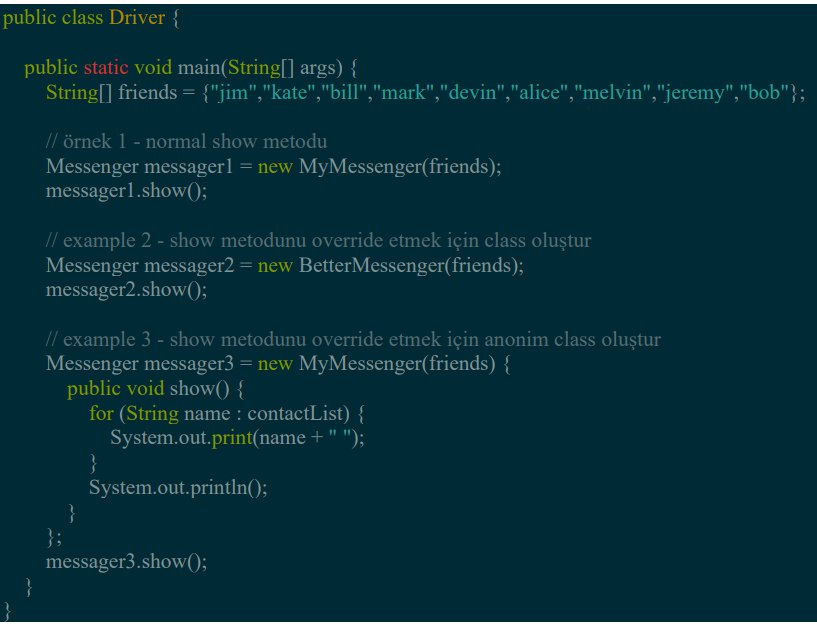 public class Driver {
public static void main(String[] args) {
String[] friends = {"jim","kate","bill","mark","devin","alice","melvin","jeremy","bob"};
// örnek 1 - normal show metodu
Messenger messager1 = new MyMessenger(friends);
messager1.show();
// example 2 - show metodunu override etmek için class oluştur
Messenger messager2 = new BetterMessenger(friends);
messager2.show();
// example 3 - show metodunu override etmek için anonim class oluştur
Messenger messager3 = new MyMessenger(friends) {
public void show() {
for (String name : contactList) {
System.out.print(name + " ");
}
System.out.println();
}
};
messager3.show();
}
}